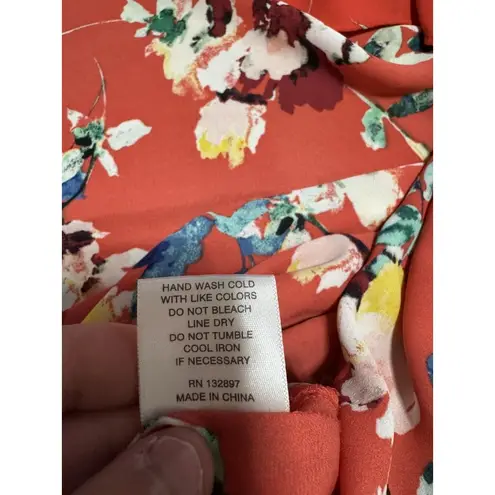 HAND WASH COLD
WITH LIKE COLORS
DO NOT BLEACH
LINE DRY
DO NOT TUMBLE
COOL IRON
IF NECESSARY
RN 132897
MADE IN CHINA